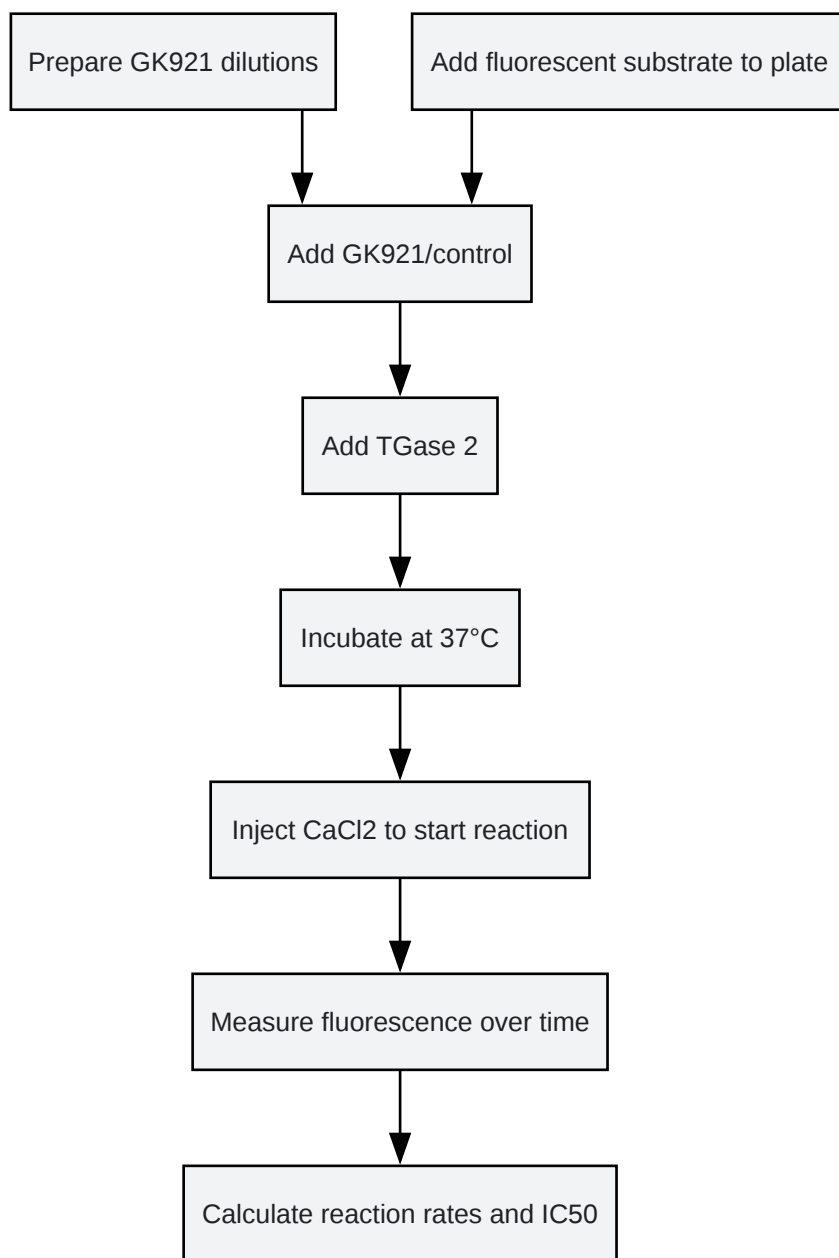 Prepare GK921 dilutions
Add fluorescent substrate to plate
Add GK921/control
Add TGase 2
Incubate at 37°C
Inject CaCl2 to start reaction
Measure fluorescence over time
Calculate reaction rates and IC50